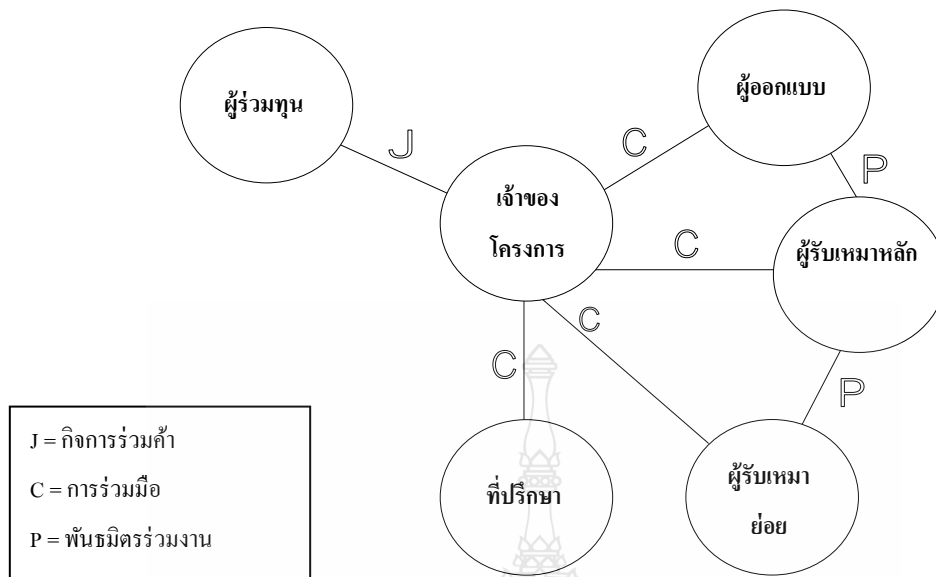 ผู้ร่วมทุน
ผู้ออกแบบ
J
C
P
เจ้าของ
โครงการ
C
ผู้รับเหมาหลัก
C
C
P
ที่ปรึกษา
ผู้รับเหมา
ย่อย
J = กิจการร่วมค้า
C = การร่วมมือ
P = พันธมิตรร่วมงาน